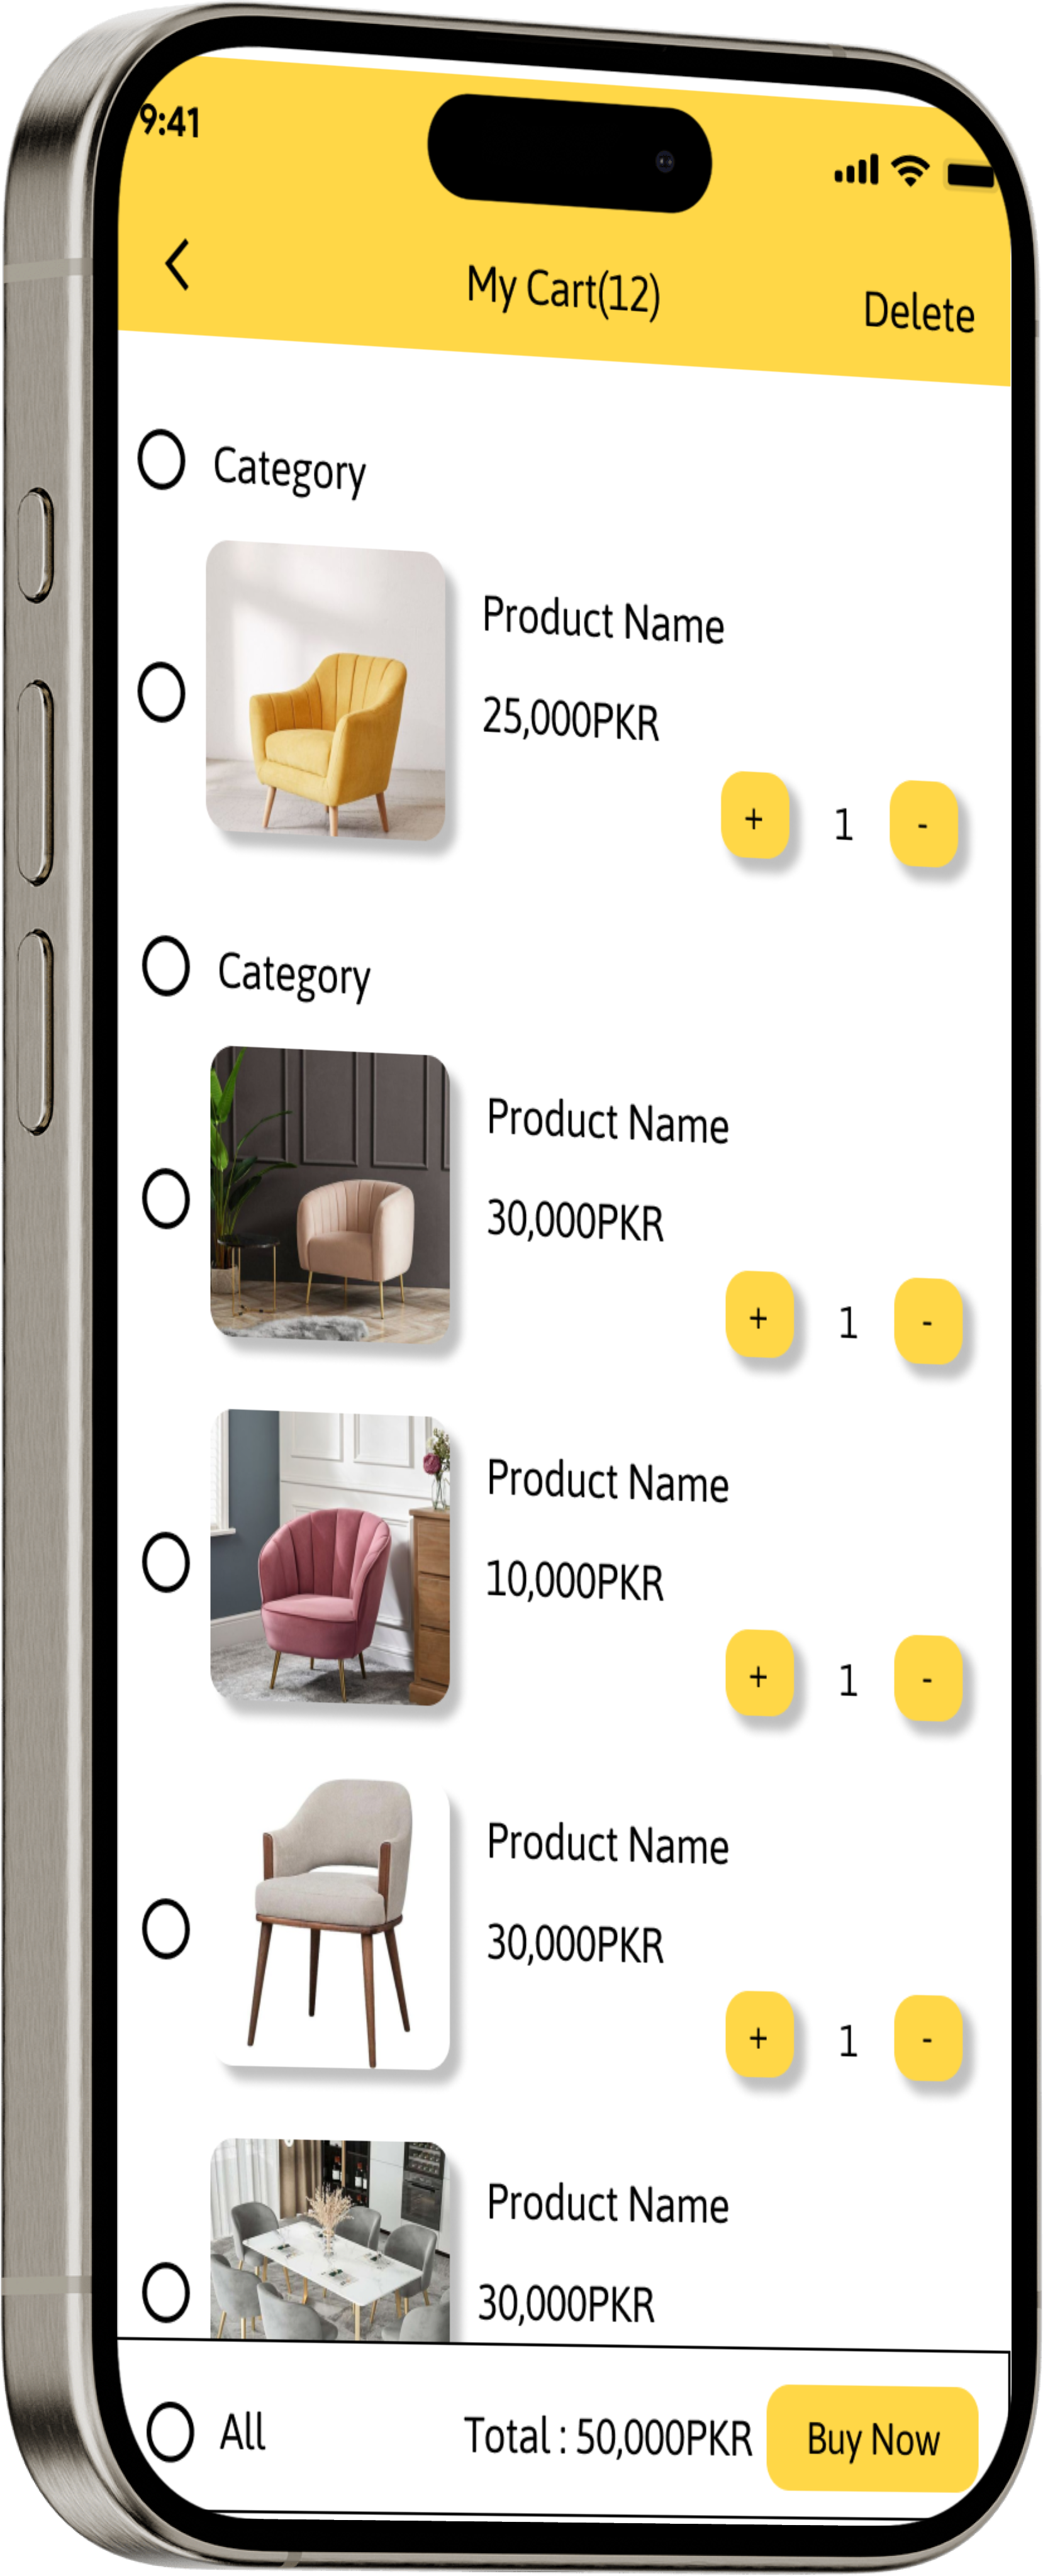 9:41
My Cart(12)
Delete
Category
Product Name
25,000PKR
+ 1 -
Category
Product Name
30,000PKR
+ 1 -
Product Name
10,000PKR
+ 1 -
Product Name
30,000PKR
+ 1 -
Product Name
30,000PKR
All Total : 50,000PKR Buy Now